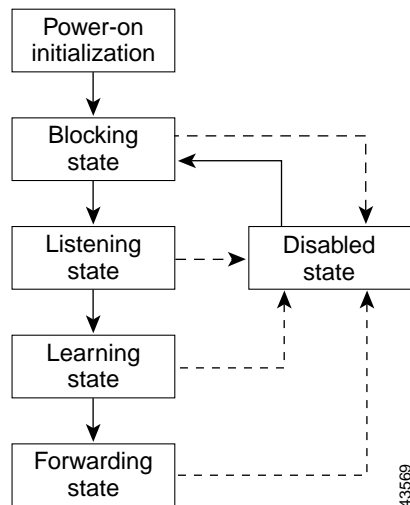 Power-on
initialization
Blocking
state
Listening
state
Disabled
state
Learning
state
Forwarding
state
43569